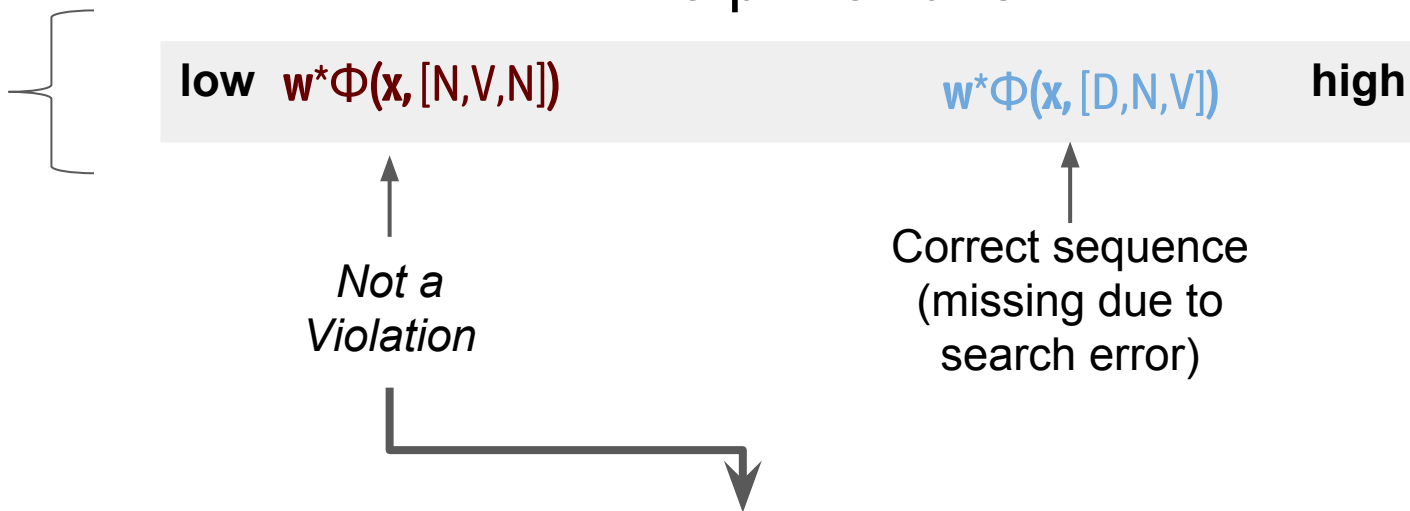 low w*Φ(x, [N,V,N]) w*Φ(x, [D,N,V]) high
Not a
Violation
Correct sequence
(missing due to
search error)